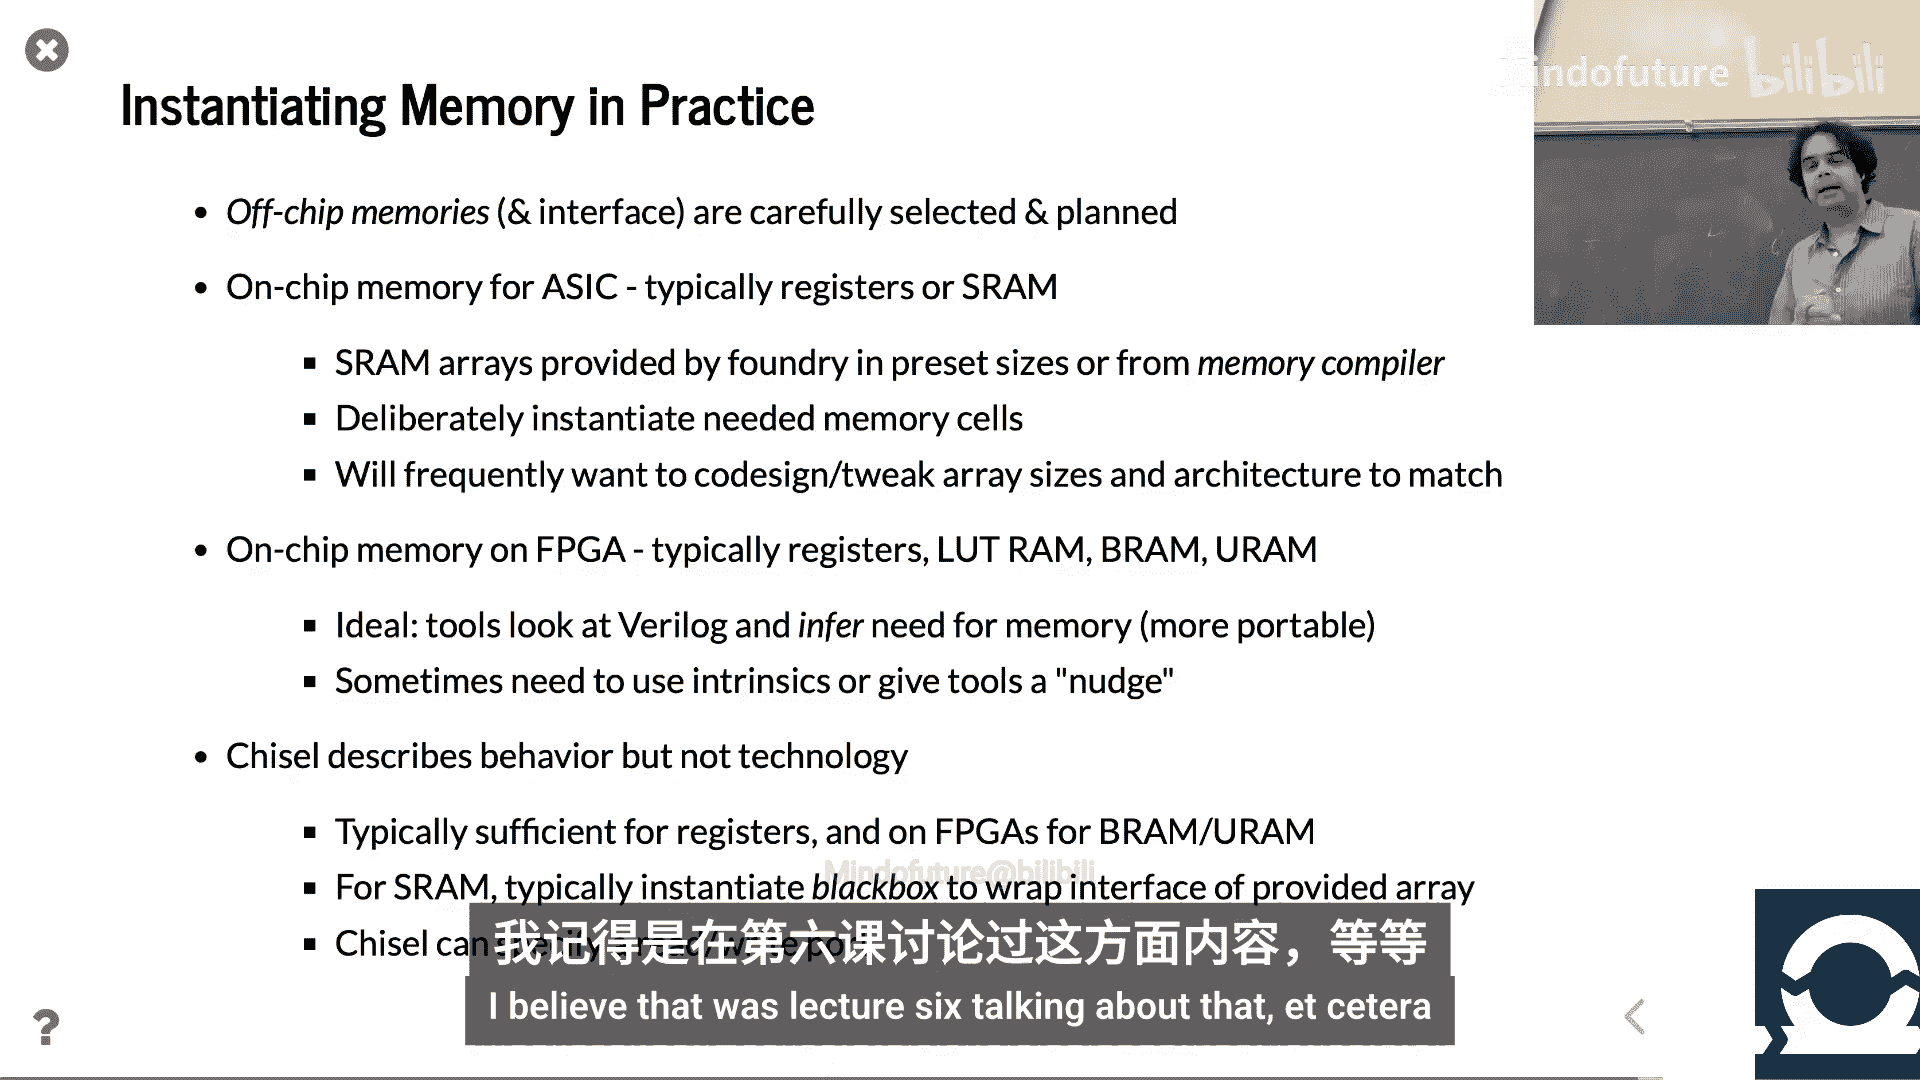 Instantiating Memory in Practice
indofuture bilibili
• Off-chip memories (& interface) are carefully selected & planned
• On-chip memory for ASIC - typically registers or SRAM
▪ SRAM arrays provided by foundry in preset sizes or from memory compiler
▪ Deliberately instantiate needed memory cells
▪ Will frequently want to codesign/tweak array sizes and architecture to match
• On-chip memory on FPGA - typically registers, LUT RAM, BRAM, URAM
▪ Ideal: tools look at Verilog and infer need for memory (more portable)
▪ Sometimes need to use intrinsics or give tools a "nudge"
• Chisel describes behavior but not technology
▪ Typically sufficient for registers, and on FPGAs for BRAM/URAM
Mindofuture@bilibili
▪ For SRAM, typically instantiate blackbox to wrap interface of provided array
▪ Chisel can
我记得是在第六课讨论过这方面内容，等等
I believe that was lecture six talking about that, et cetera
?